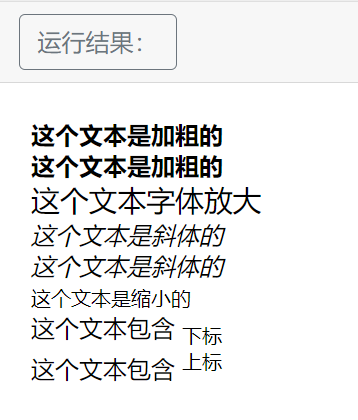 运行结果：
这个文本是加粗的
这个文本是加粗的
这个文本字体放大
这个文本是斜体的
这个文本是斜体的
这个文本是缩小的
这个文本包含 下标
这个文本包含 上标